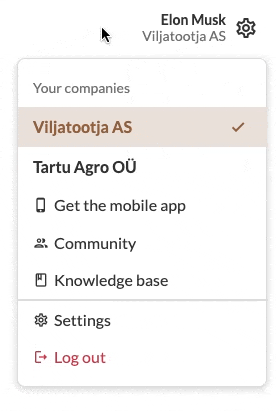 Elon Musk
Viljatootja AS
Your companies
Viljatootja AS
Tartu Agro OÜ
Get the mobile app
Community
Knowledge base
Settings
Log out